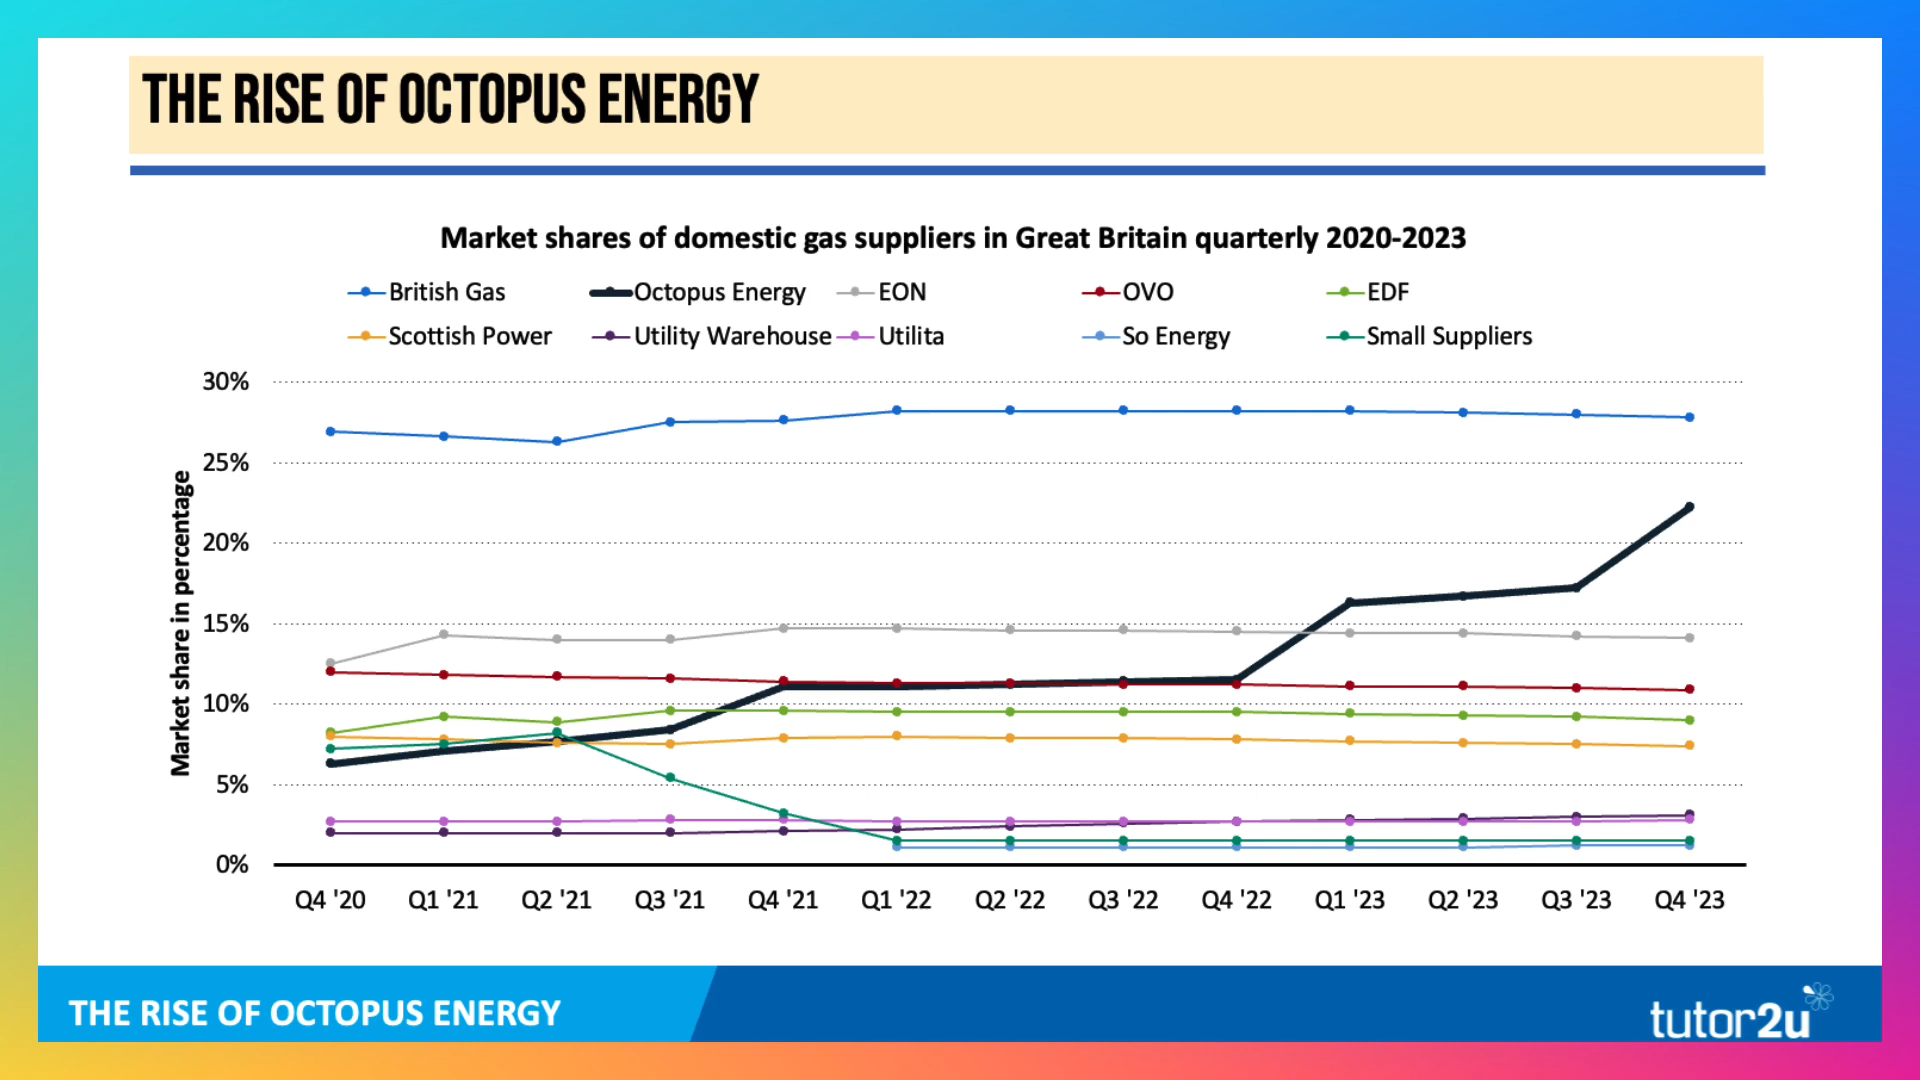 THE RISE OF OCTOPUS ENERGY
Market shares of domestic gas suppliers in Great Britain quarterly 2020-2023
British Gas Octopus Energy EON OVO EDF
Scottish Power Utility Warehouse Utilita So Energy Small Suppliers
Market share in percentage
30%
25%
20%
15%
10%
5%
0%
Q4 '20 Q1 '21 Q2 '21 Q3 '21 Q4 '21 Q1 '22 Q2 '22 Q3 '22 Q4 '22 Q1 '23 Q2 '23 Q3 '23 Q4 '23
THE RISE OF OCTOPUS ENERGY
tutor2u